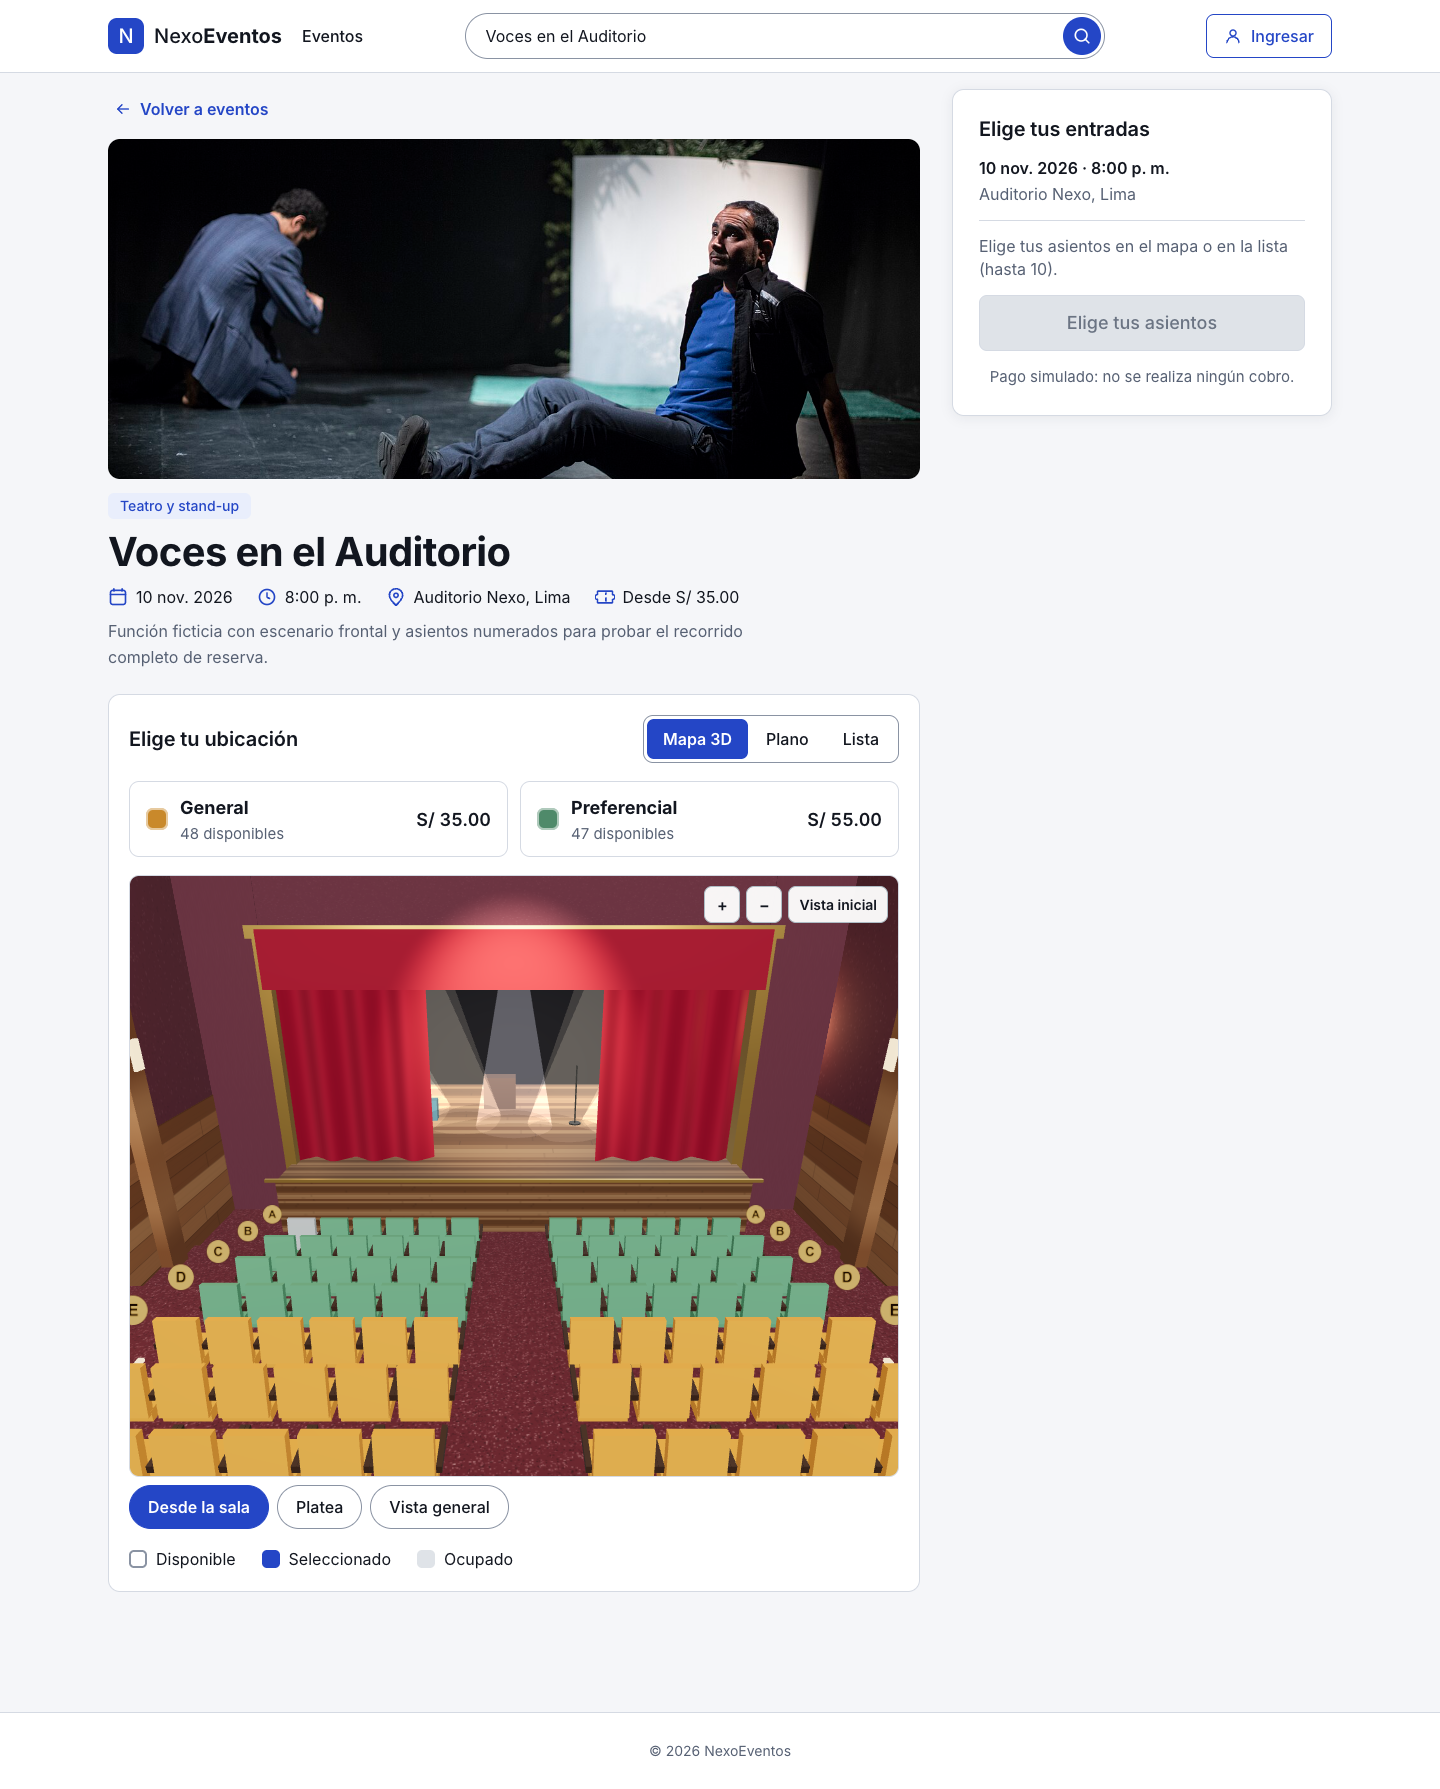 N NexoEventos
Eventos
Voces en el Auditorio
Ingresar
Volver a eventos
Teatro y stand-up
Voces en el Auditorio
10 nov. 2026
8:00 p. m.
Auditorio Nexo, Lima
Desde S/ 35.00
Función ficticia con escenario frontal y asientos numerados para probar el recorrido
completo de reserva.
Elige tus entradas
10 nov. 2026 · 8:00 p. m.
Auditorio Nexo, Lima
Elige tus asientos en el mapa o en la lista
(hasta 10).
Elige tus asientos
Pago simulado: no se realiza ningún cobro.
Elige tu ubicación
Mapa 3D
Plano
Lista
General
48 disponibles
S/ 35.00
Preferencial
47 disponibles
S/ 55.00
+
−
Vista inicial
A A
B B
C C
D D
E E
Desde la sala
Platea
Vista general
Disponible
Seleccionado
Ocupado
© 2026 NexoEventos